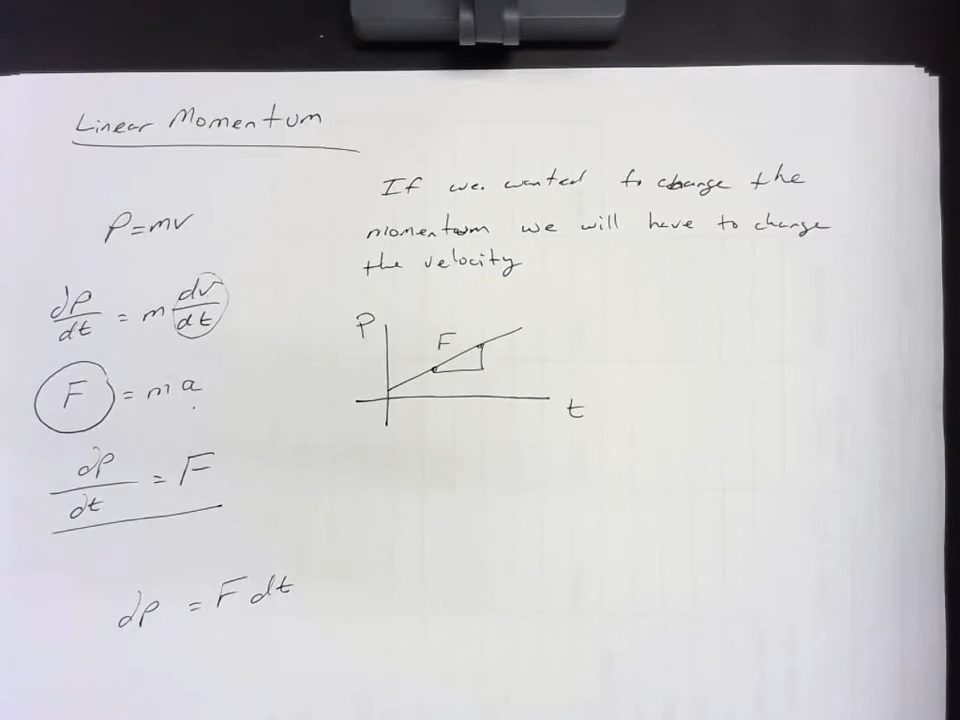 Linear Momentum
P = mv
dP/dt = m dv/dt
F = ma
dP/dt = F
dP = F dt
If we wanted to change the
momentum we will have to change
the velocity
P
F
t